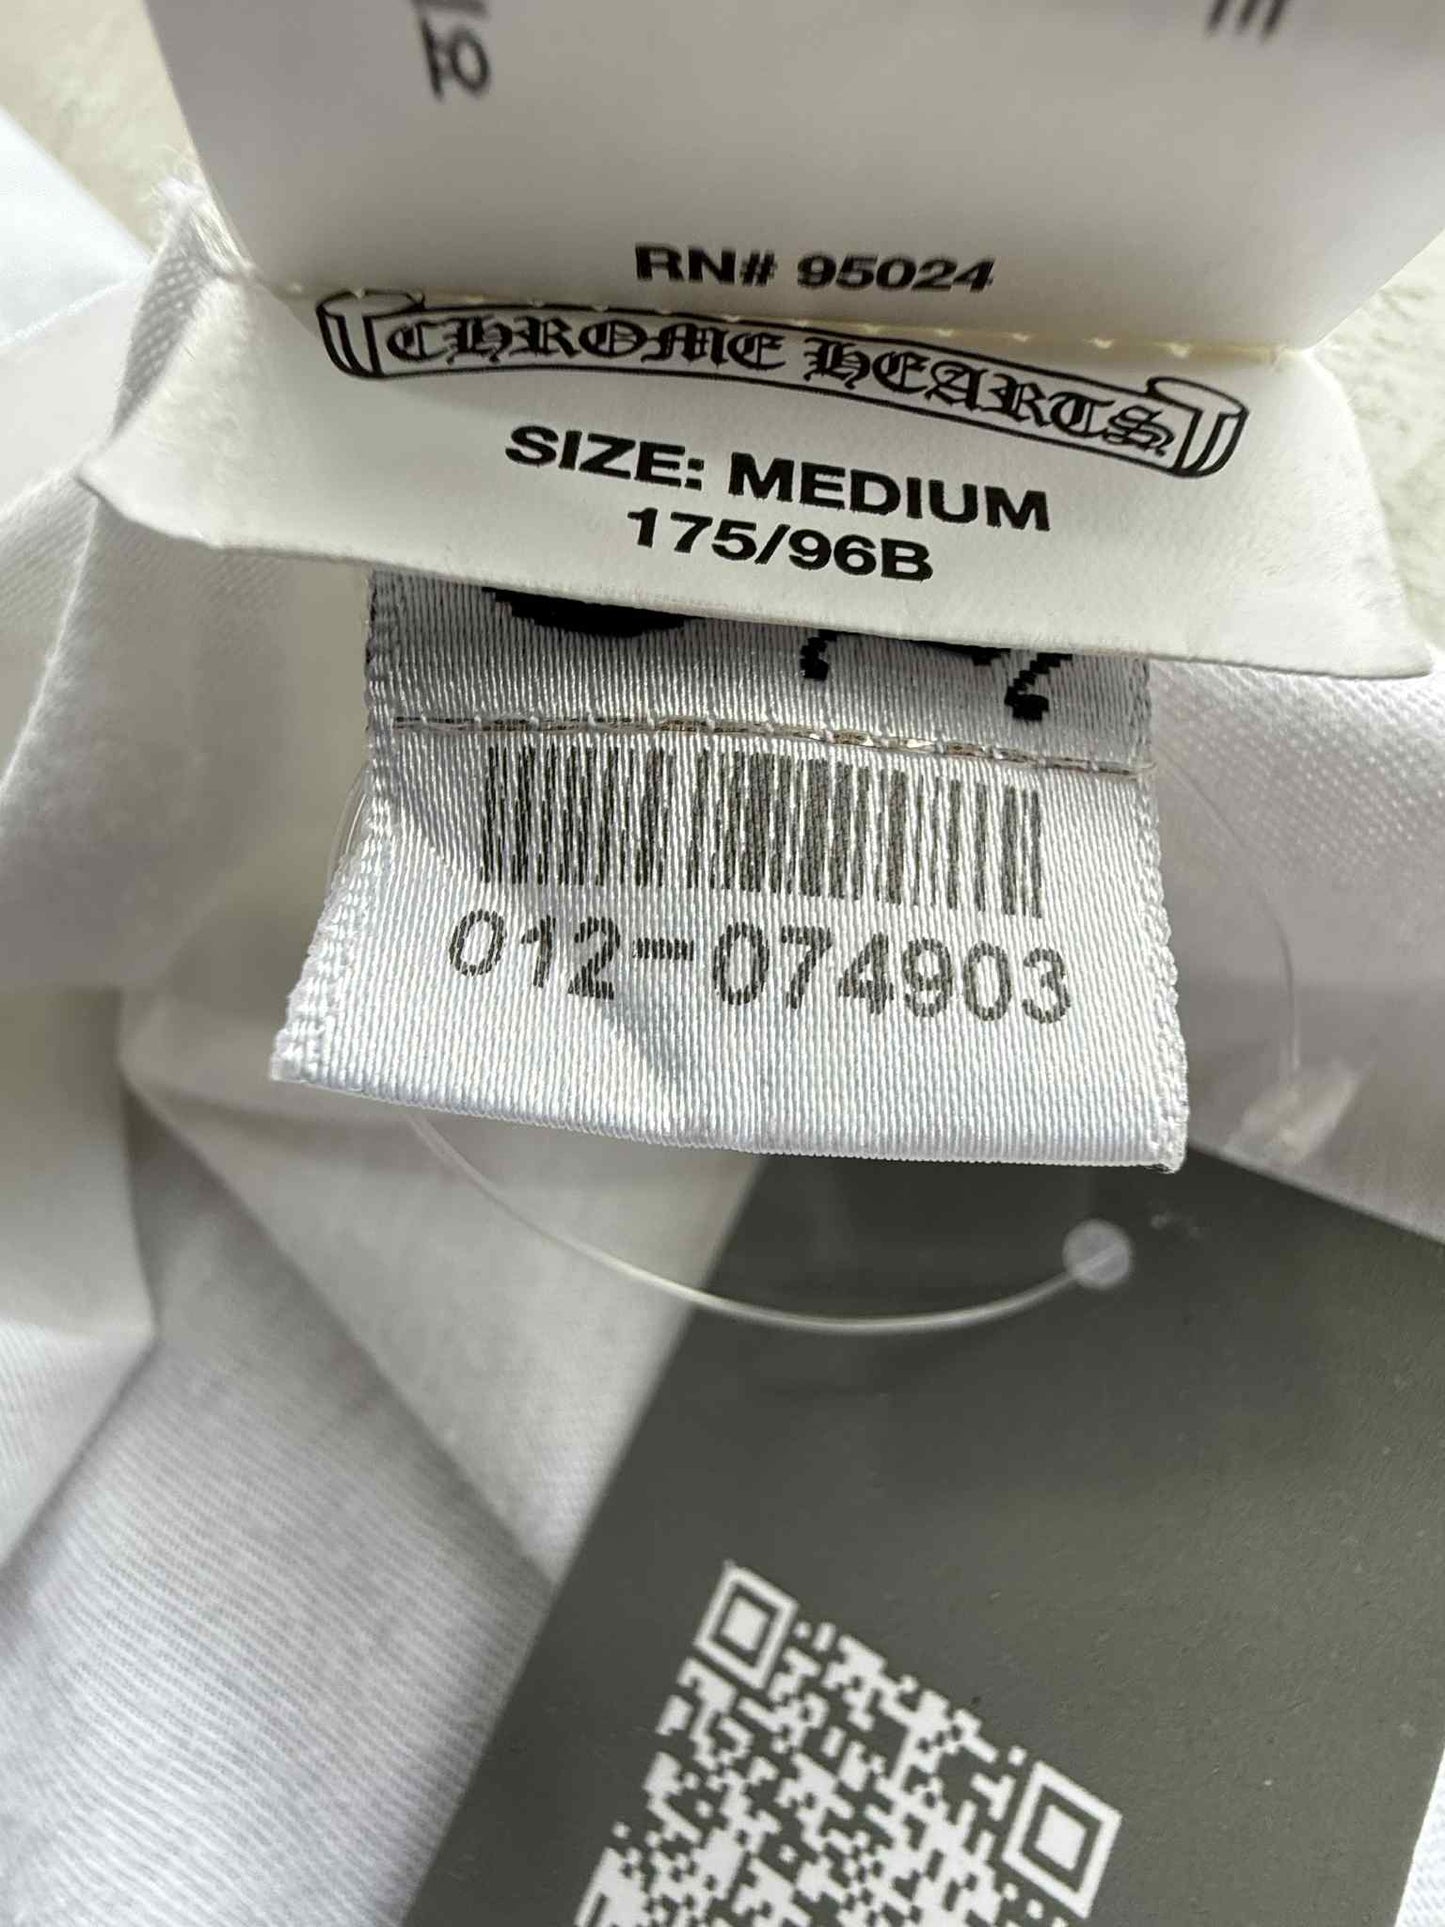 RN# 95024
CHROME HEARTS
SIZE: MEDIUM
175/96B
012-074903